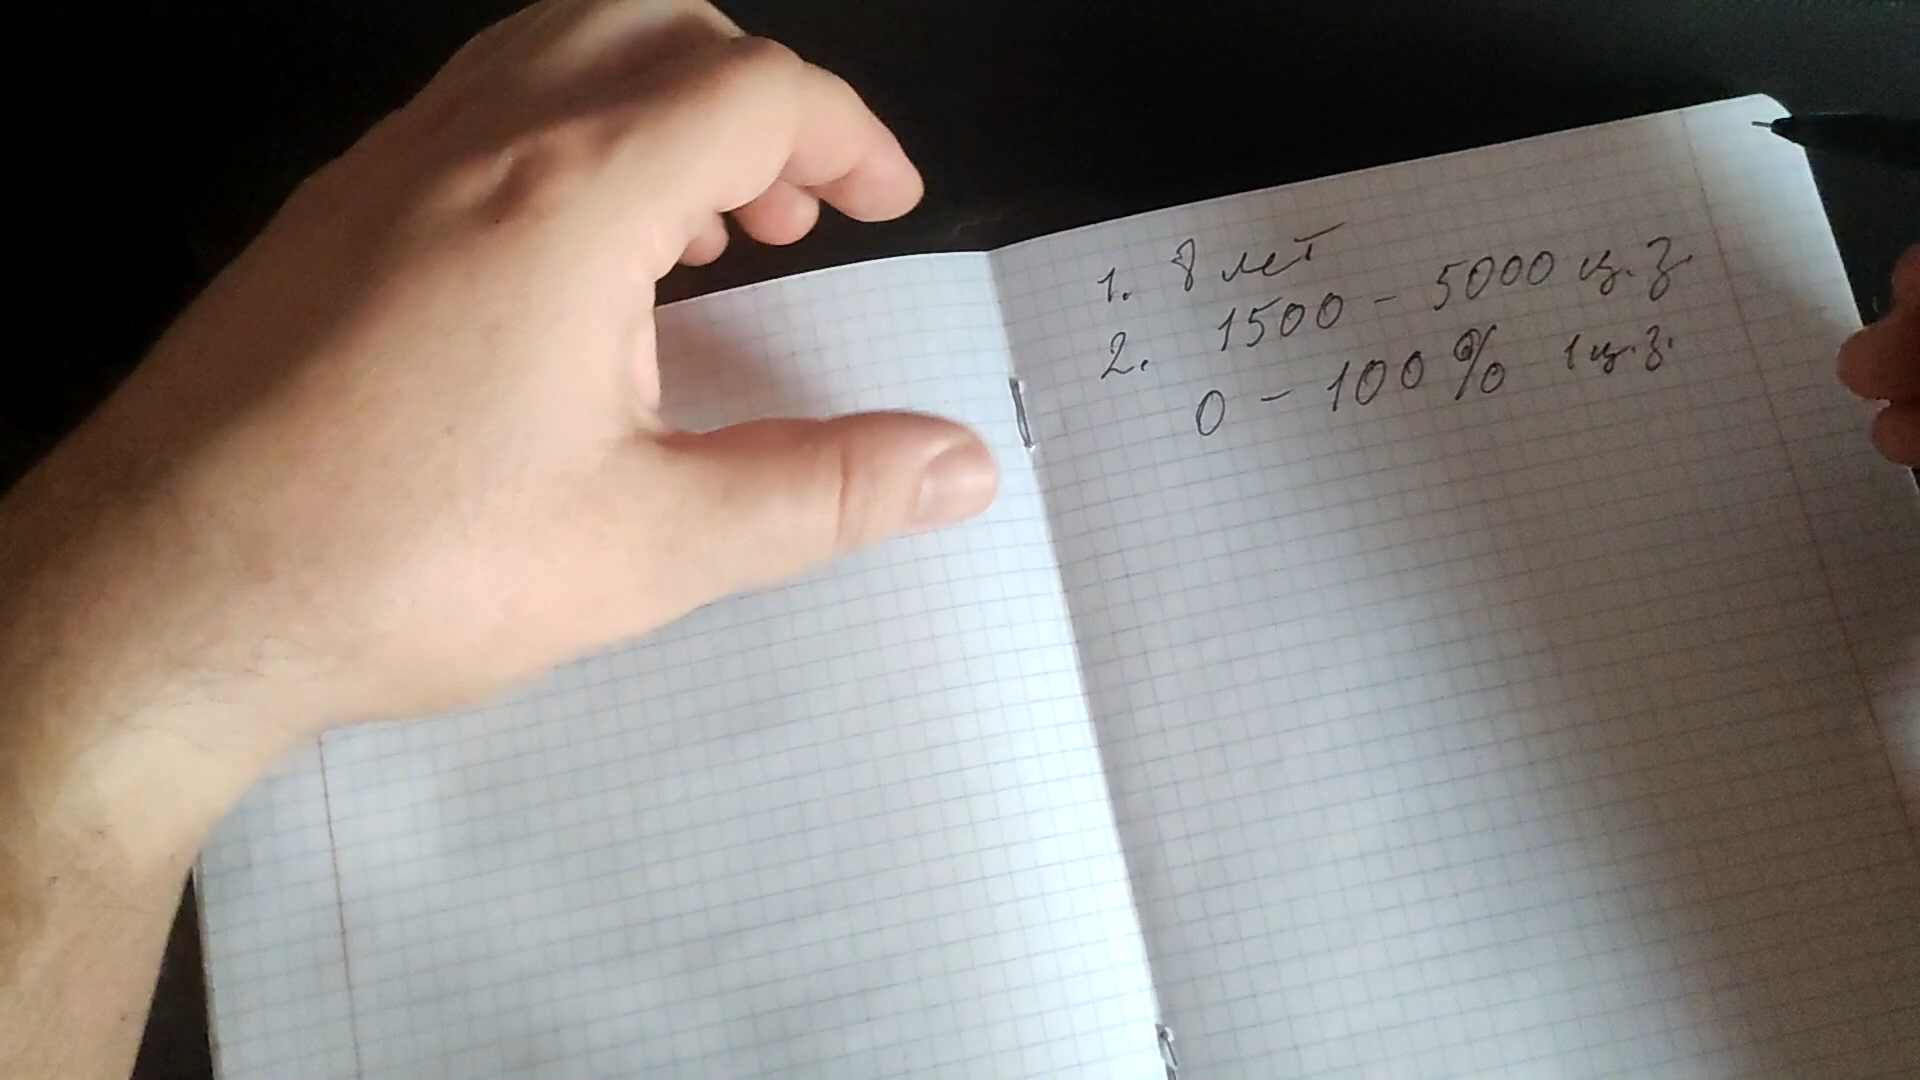 1. 8 лет
2. 1500 - 5000 ц.з.
0 - 100% 1 ц.з.